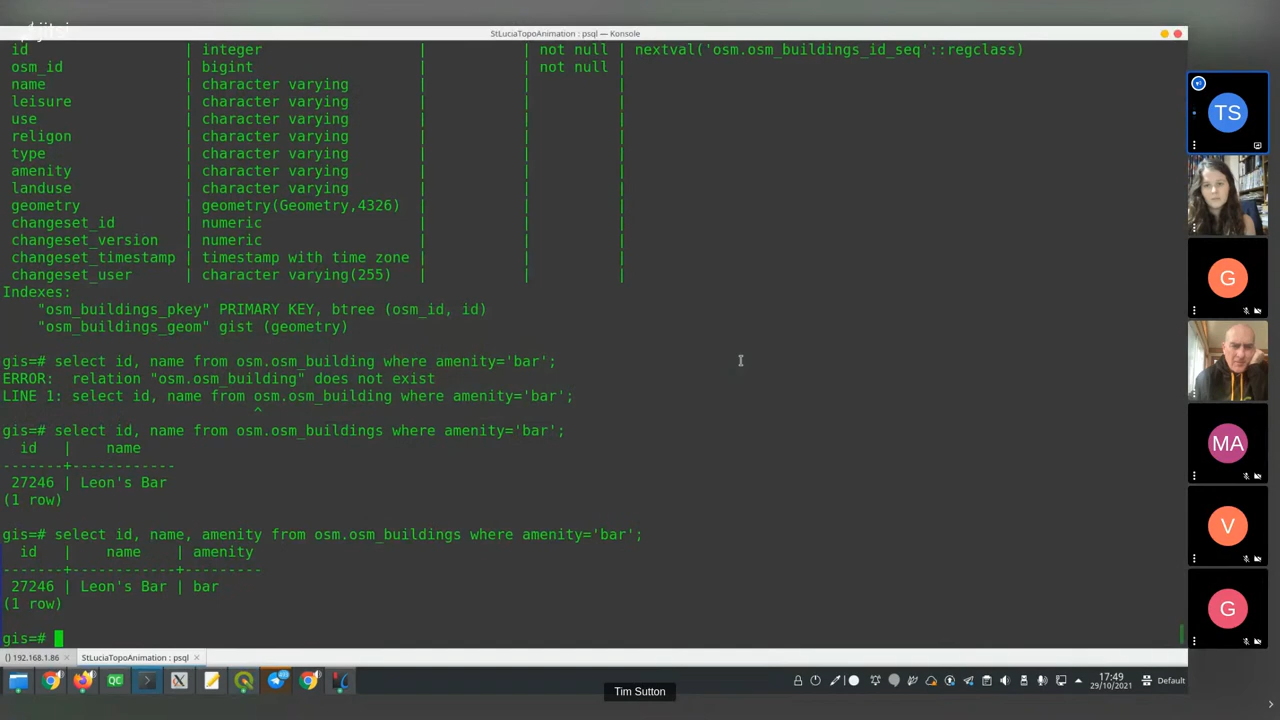 jitsi
StLuciaTopoAnimation : psql — Konsole
id | integer | | not null | nextval('osm.osm_buildings_id_seq'::regclass)
osm_id | bigint | | not null |
name | character varying | | |
leisure | character varying | | |
use | character varying | | |
religon | character varying | | |
type | character varying | | |
amenity | character varying | | |
landuse | character varying | | |
geometry | geometry(Geometry,4326) | | |
changeset_id | numeric | | |
changeset_version | numeric | | |
changeset_timestamp | timestamp with time zone | | |
changeset_user | character varying(255) | | |
Indexes:
"osm_buildings_pkey" PRIMARY KEY, btree (osm_id, id)
"osm_buildings_geom" gist (geometry)
gis=# select id, name from osm.osm_building where amenity='bar';
ERROR:  relation "osm.osm_building" does not exist
LINE 1: select id, name from osm.osm_building where amenity='bar';
^
gis=# select id, name from osm.osm_buildings where amenity='bar';
id | name
-------+------------
27246 | Leon's Bar
(1 row)
gis=# select id, name, amenity from osm.osm_buildings where amenity='bar';
id | name | amenity
-------+------------+---------
27246 | Leon's Bar | bar
(1 row)
gis=#
TS
G
MA
V
G
192.168.1.86
StLuciaTopoAnimation : psql
17:49
29/10/2021
Default
Tim Sutton